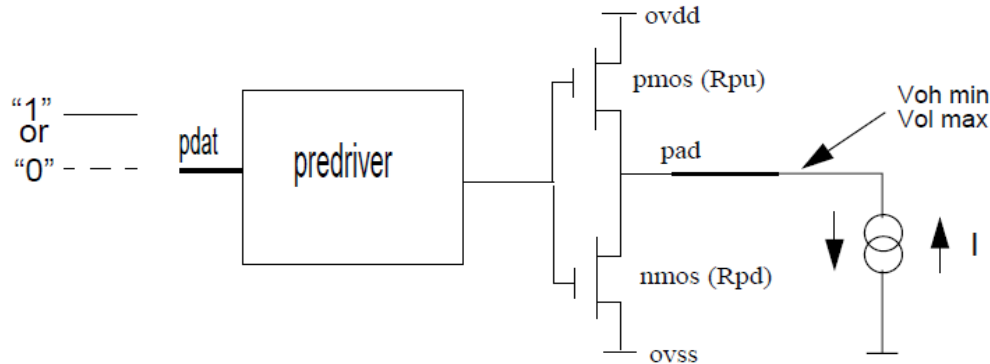 ovdd
pmos (Rpu)
Voh min
Vol max
“1”
or
“0”
pdat
predriver
pad
I
nmos (Rpd)
ovss